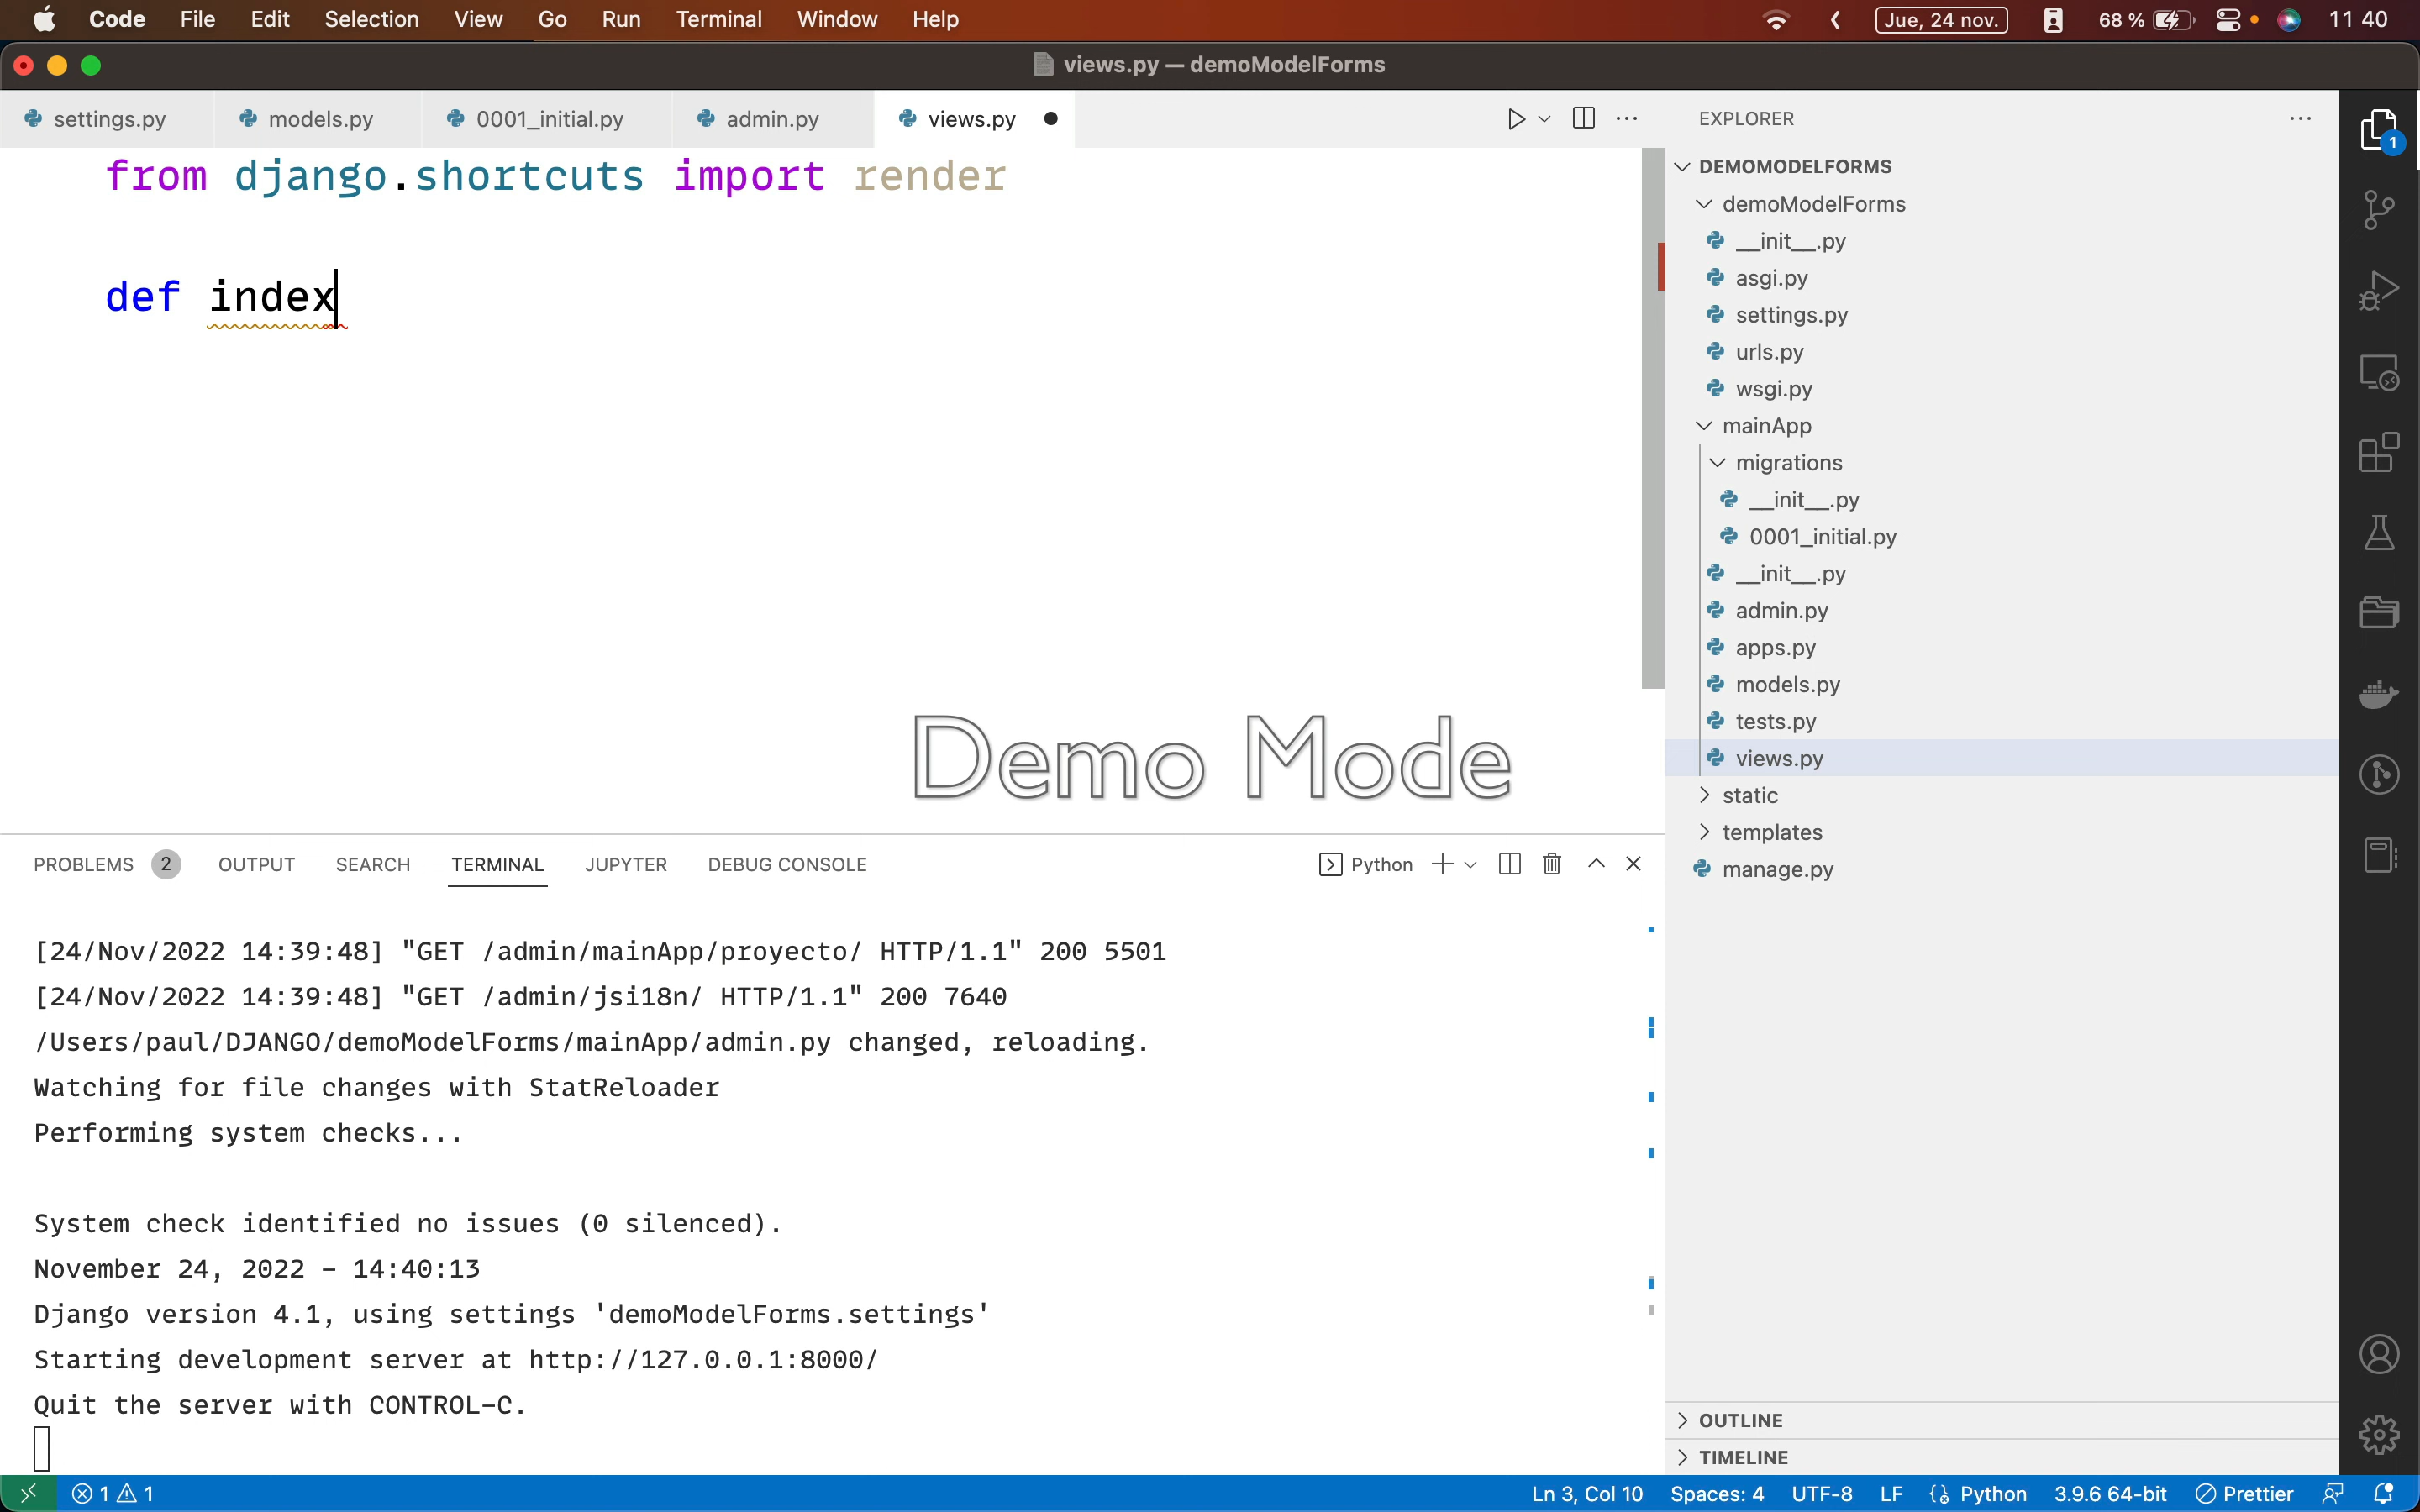 Code File Edit Selection View Go Run Terminal Window Help Jue, 24 nov. 68 % 11 40
views.py — demoModelForms
settings.py models.py 0001_initial.py admin.py views.py
EXPLORER
1
from django.shortcuts import render
def index
DEMOMODELFORMS
demoModelForms
__init__.py
asgi.py
settings.py
urls.py
wsgi.py
mainApp
migrations
__init__.py
0001_initial.py
__init__.py
admin.py
apps.py
models.py
tests.py
views.py
static
templates
manage.py
Demo Mode
PROBLEMS 2 OUTPUT SEARCH TERMINAL JUPYTER DEBUG CONSOLE Python
[24/Nov/2022 14:39:48] "GET /admin/mainApp/proyecto/ HTTP/1.1" 200 5501
[24/Nov/2022 14:39:48] "GET /admin/jsi18n/ HTTP/1.1" 200 7640
/Users/paul/DJANGO/demoModelForms/mainApp/admin.py changed, reloading.
Watching for file changes with StatReloader
Performing system checks...
System check identified no issues (0 silenced).
November 24, 2022 - 14:40:13
Django version 4.1, using settings 'demoModelForms.settings'
Starting development server at http://127.0.0.1:8000/
Quit the server with CONTROL-C.
OUTLINE
TIMELINE
1 1 Ln 3, Col 10 Spaces: 4 UTF-8 LF Python 3.9.6 64-bit Prettier